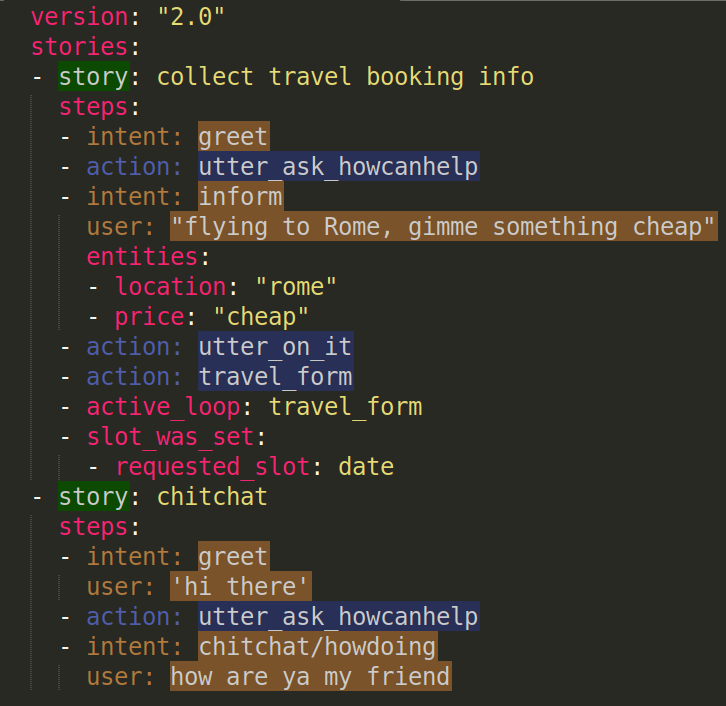 version: "2.0"
stories:
- story: collect travel booking info
  steps:
  - intent: greet
  - action: utter_ask_howcanhelp
  - intent: inform
    user: "flying to Rome, gimme something cheap"
    entities:
    - location: "rome"
    - price: "cheap"
  - action: utter_on_it
  - action: travel_form
  - active_loop: travel_form
  - slot_was_set:
    - requested_slot: date
- story: chitchat
  steps:
  - intent: greet
    user: 'hi there'
  - action: utter_ask_howcanhelp
  - intent: chitchat/howdoing
    user: how are ya my friend